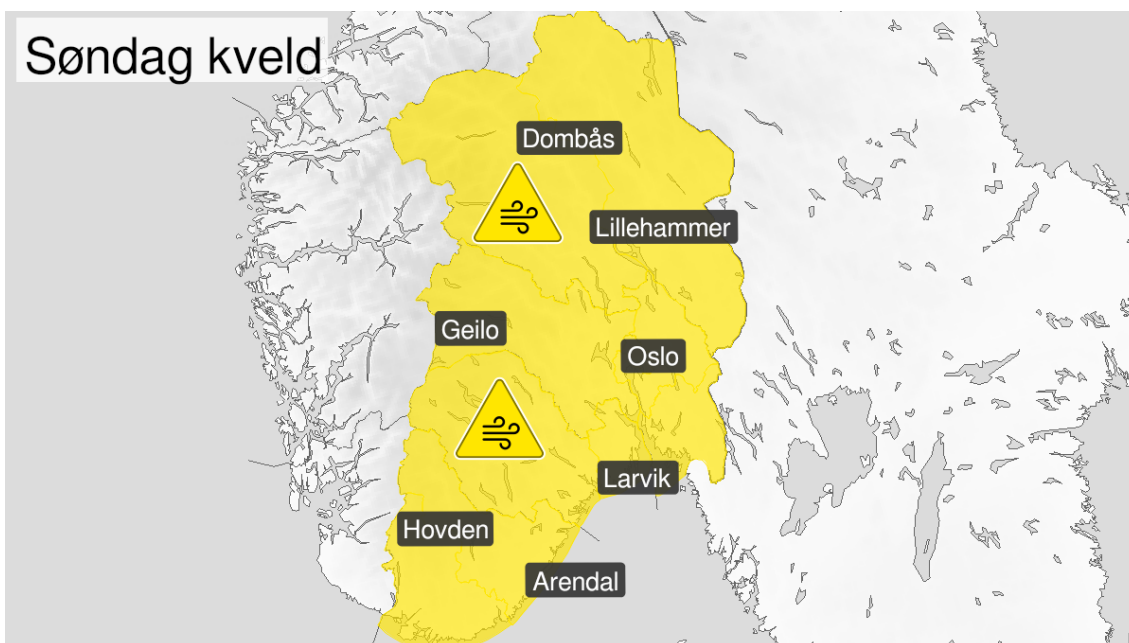 Søndag kveld
Dombås
Lillehammer
Geilo
Oslo
Larvik
Hovden
Arendal